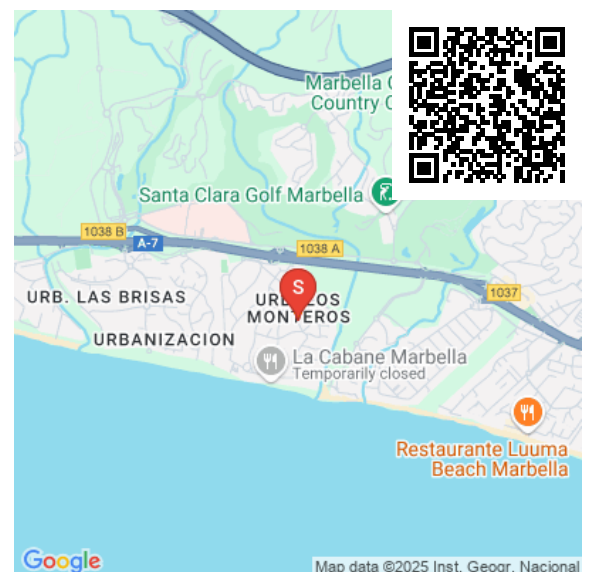 Marbella
Country C
Santa Clara Golf Marbella
1038 B
A-7
1038 A
1037
URB. LAS BRISAS
S
MONTEROS
URBANIZACION
La Cabane Marbella
Temporarily closed
Restaurante Luuma
Beach Marbella
Google
Map data ©2025 Inst. Geogr. Nacional